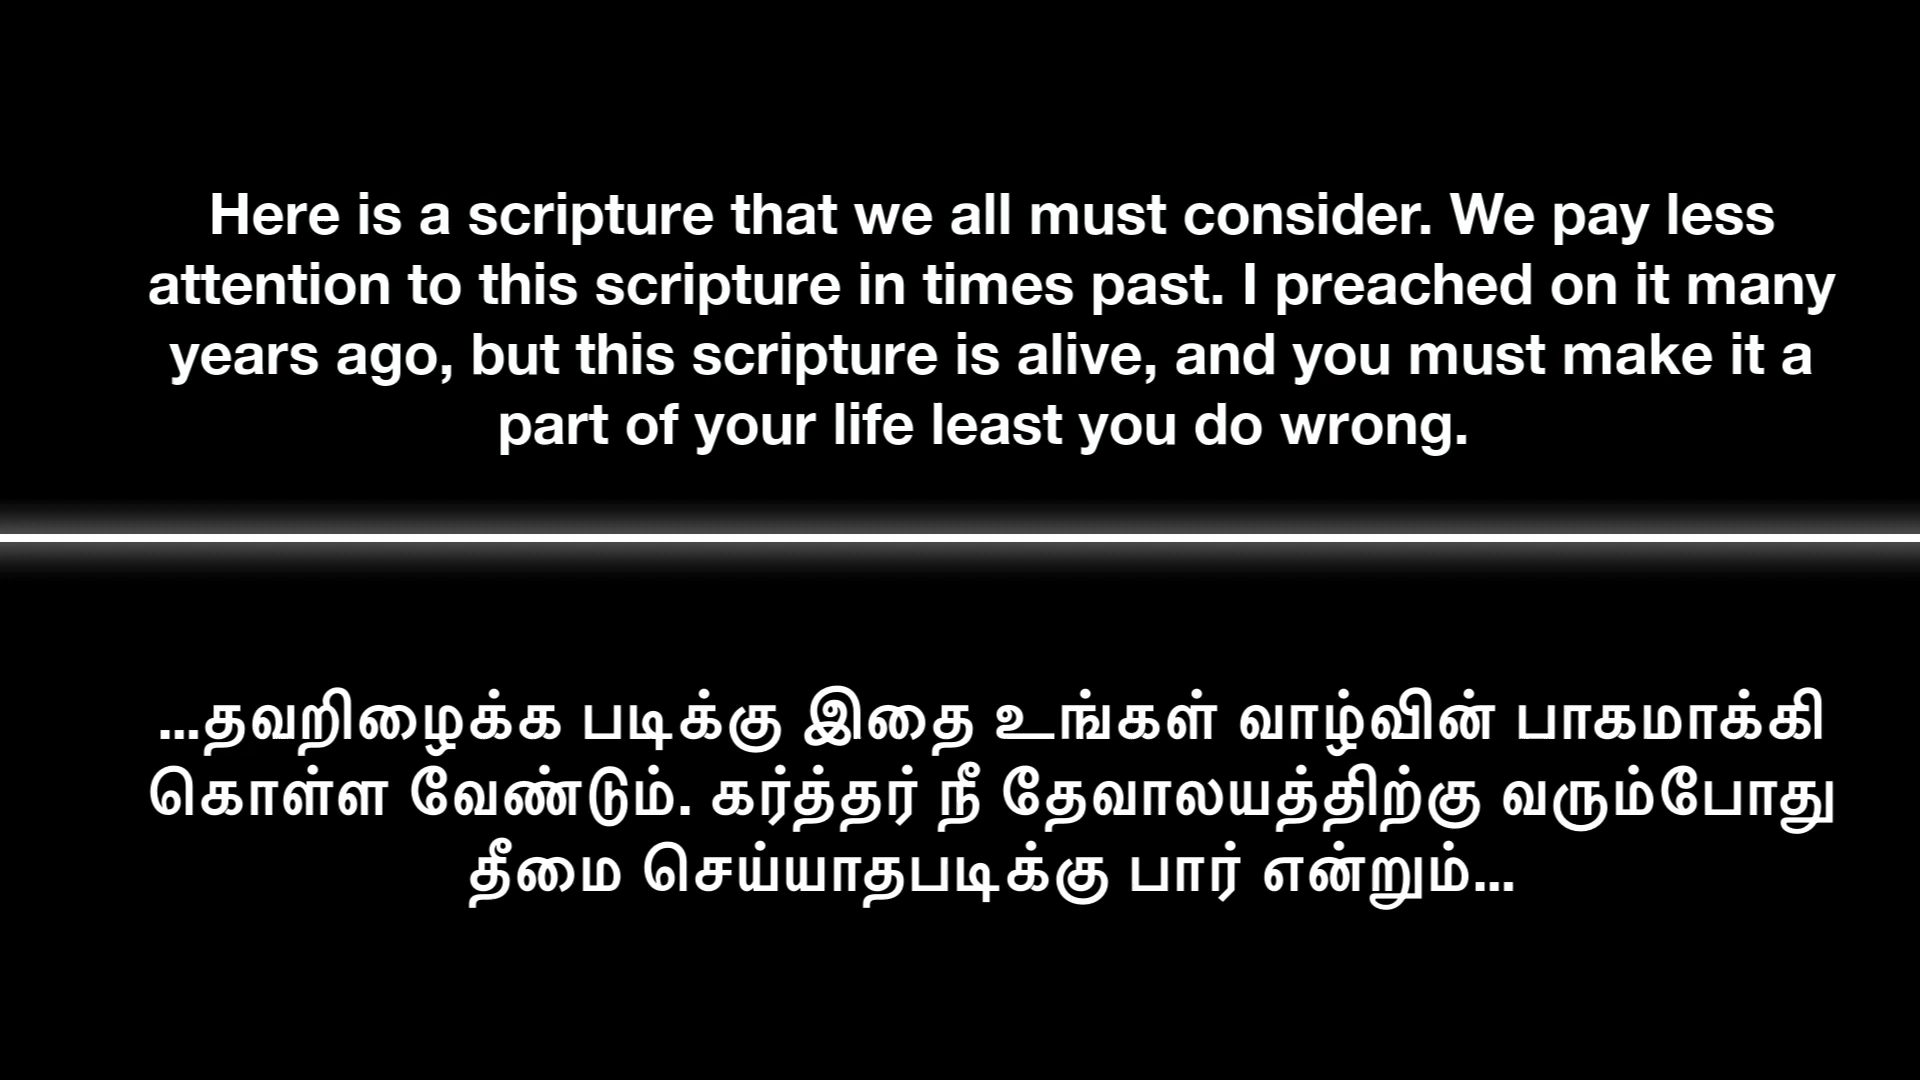 Here is a scripture that we all must consider. We pay less
attention to this scripture in times past. I preached on it many
years ago, but this scripture is alive, and you must make it a
part of your life least you do wrong.
...தவறிழைக்க படிக்கு இதை உங்கள் வாழ்வின் பாகமாக்கி
கொள்ள வேண்டும். கர்த்தர் நீ தேவாலயத்திற்கு வரும்போது
தீமை செய்யாதபடிக்கு பார் என்றும்...